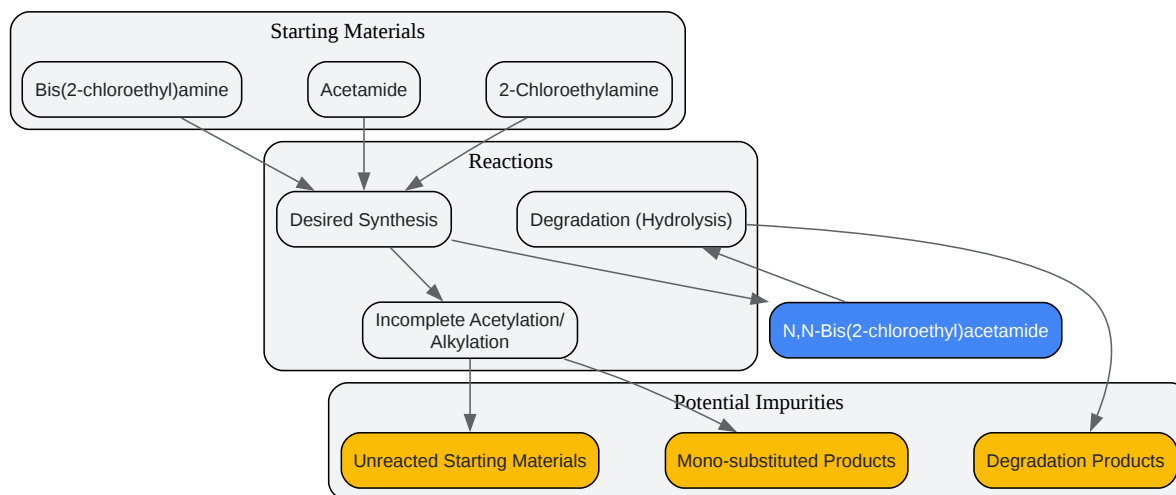 Starting Materials
Bis(2-chloroethyl)amine
Acetamide
2-Chloroethylamine
Reactions
Desired Synthesis
Degradation (Hydrolysis)
Incomplete Acetylation/
Alkylation
N,N-Bis(2-chloroethyl)acetamide
Potential Impurities
Unreacted Starting Materials
Mono-substituted Products
Degradation Products